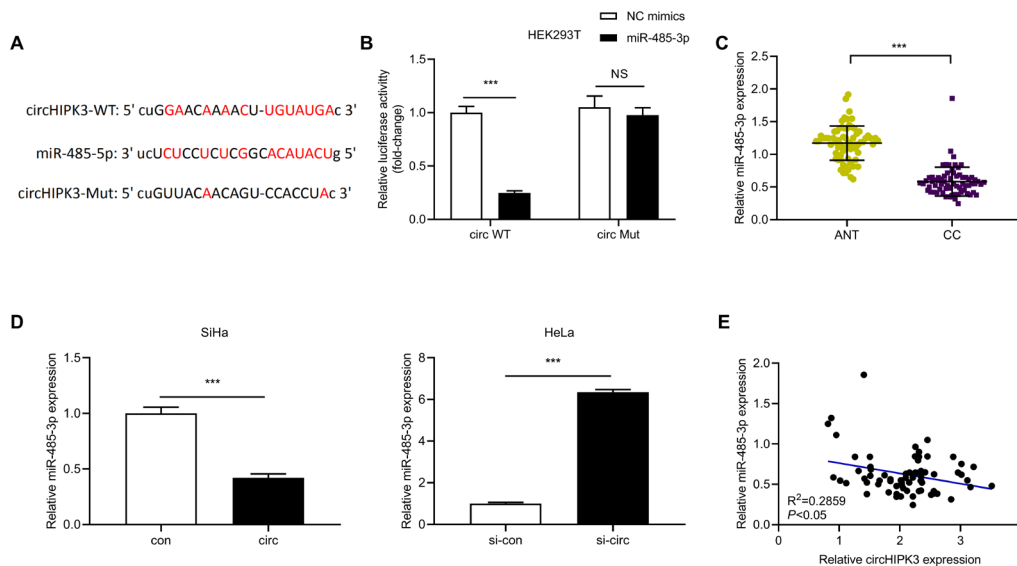 A
circHIPK3-WT: 5' cuGGAACAAAACU-UGUAUGAc 3'
miR-485-5p: 3' ucUCUCCUCUCGGCACAUACUg 5'
circHIPK3-Mut: 5' cuGUUACAACAGU-CCACCUAc 3'
B
HEK293T
NC mimics
miR-485-3p
Relative luciferase activitty
(fold-change)
1.5
1.0
0.5
0.0
***
NS
circ WT
circ Mut
C
***
Relative miR-485-3p expression
2.5
2.0
1.5
1.0
0.5
0.0
ANT
CC
D
SiHa
Relative miR-485-3p expression
1.5
1.0
0.5
0.0
***
con
circ
HeLa
Relative miR-485-3p expression
8
6
4
2
0
***
si-con
si-circ
E
Relative miR-485-3p expression
2.0
1.5
1.0
0.5
0.0
R²=0.2859
P<0.05
0
1
2
3
Relative circHIPK3 expression